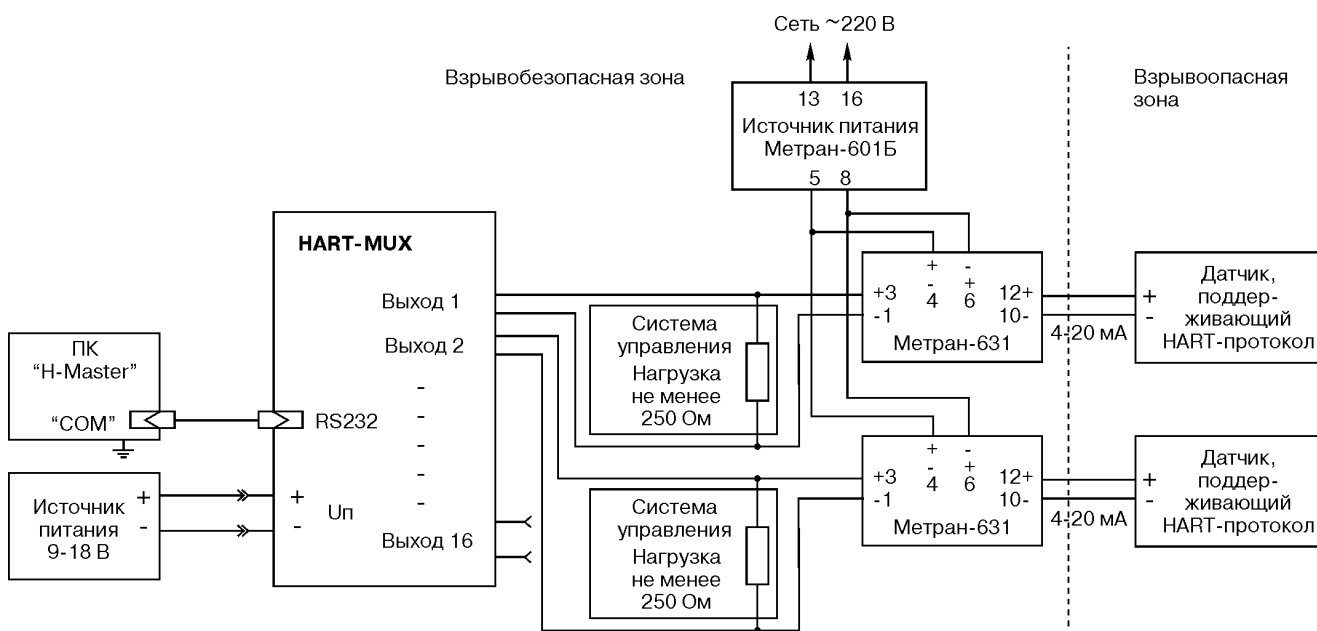 Сеть ~220 В
Взрывобезопасная зона
Взрывоопасная
зона
13 16
Источник питания
Метран-601Б
5 8
HART-MUX
Выход 1
Выход 2
-
-
-
-
-
Выход 16
RS232
+
-
Uп
ПК
“H-Master”
“COM”
Источник
питания
9-18 В
+
-
Система
управления
Нагрузка
не менее
250 Ом
+ -
- +
4 6
+3
-1
12+
10-
Метран-631
4-20 мА
+
-
Датчик,
поддер-
живающий
HART-протокол
Система
управления
Нагрузка
не менее
250 Ом
+ -
- +
4 6
+3
-1
12+
10-
Метран-631
4-20 мА
+
-
Датчик,
поддер-
живающий
HART-протокол